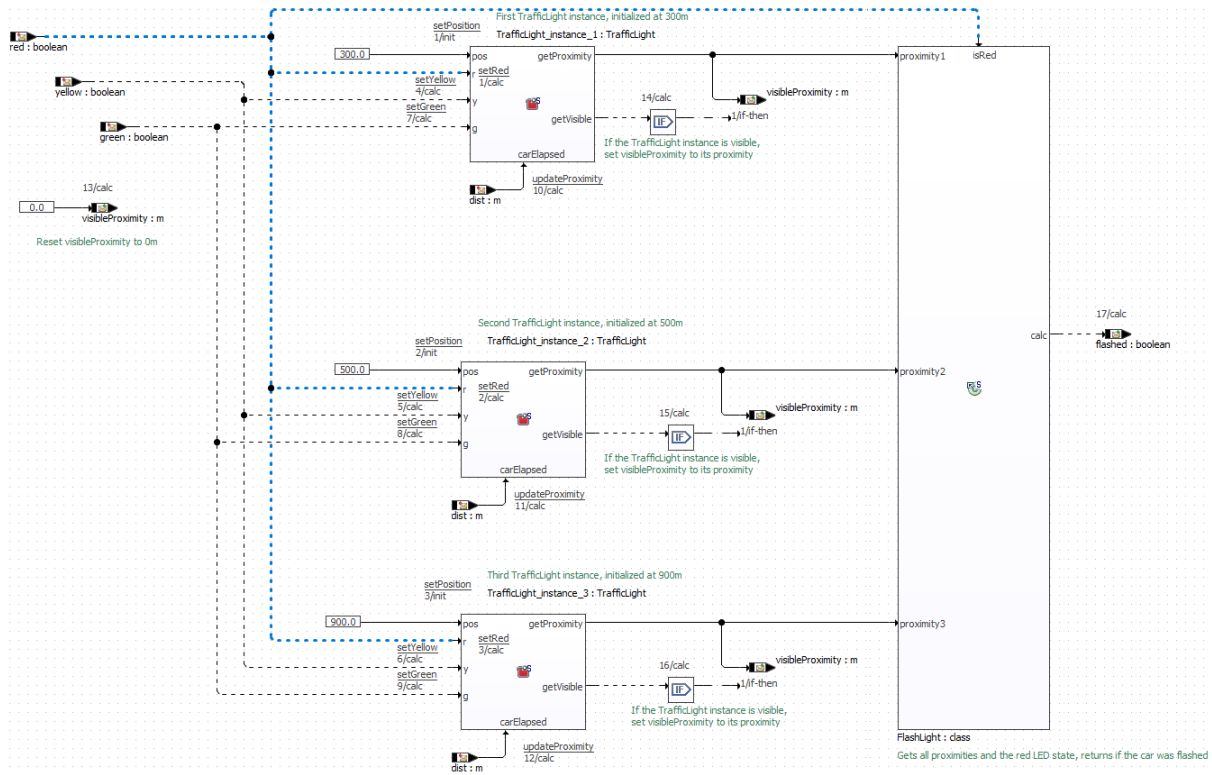 First TrafficLight instance, initialized at 300m
setPosition
1/init
TrafficLight_instance_1 : TrafficLight
red : boolean
300.0
pos
getProximity
proximity1
isRed
r
setRed
1/calc
setYellow
4/calc
yellow : boolean
y
visibleProximity : m
14/calc
setGreen
7/calc
g
getVisible
IF
1/if-then
green : boolean
If the TrafficLight instance is visible,
set visibleProximity to its proximity
carElapsed
updateProximity
10/calc
dist : m
13/calc
0.0
visibleProximity : m
Reset visibleProximity to 0m
Second TrafficLight instance, initialized at 500m
setPosition
2/init
TrafficLight_instance_2 : TrafficLight
17/calc
calc
flashed : boolean
500.0
pos
getProximity
proximity2
r
setRed
2/calc
setYellow
5/calc
y
visibleProximity : m
15/calc
setGreen
8/calc
g
getVisible
IF
1/if-then
If the TrafficLight instance is visible,
set visibleProximity to its proximity
carElapsed
updateProximity
11/calc
dist : m
Third TrafficLight instance, initialized at 900m
setPosition
3/init
TrafficLight_instance_3 : TrafficLight
900.0
pos
getProximity
proximity3
r
setRed
3/calc
setYellow
6/calc
y
visibleProximity : m
16/calc
setGreen
9/calc
g
getVisible
IF
1/if-then
If the TrafficLight instance is visible,
set visibleProximity to its proximity
carElapsed
updateProximity
12/calc
dist : m
FlashLight : class
Gets all proximities and the red LED state, returns if the car was flashed